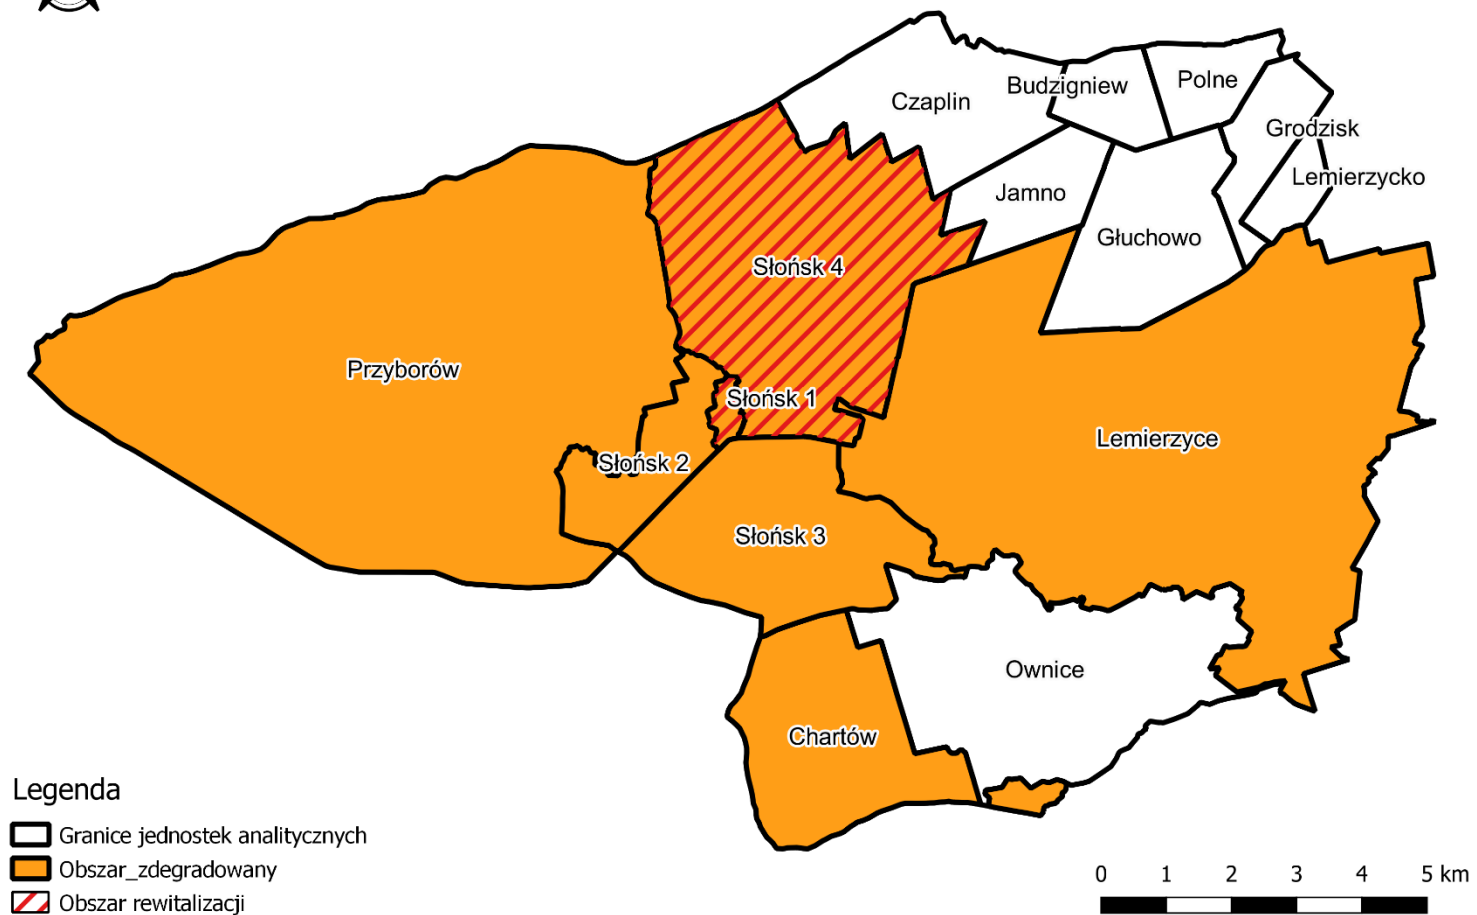 Czaplin
Budzigniew
Polne
Grodzisk
Lemierzycko
Jamno
Głuchowo
Słońsk 4
Przyborów
Słońsk 1
Lemierzyce
Słońsk 2
Słońsk 3
Ownice
Chartów
Legenda
Granice jednostek analitycznych
Obszar_zdegradowany
Obszar rewitalizacji
0 1 2 3 4 5 km